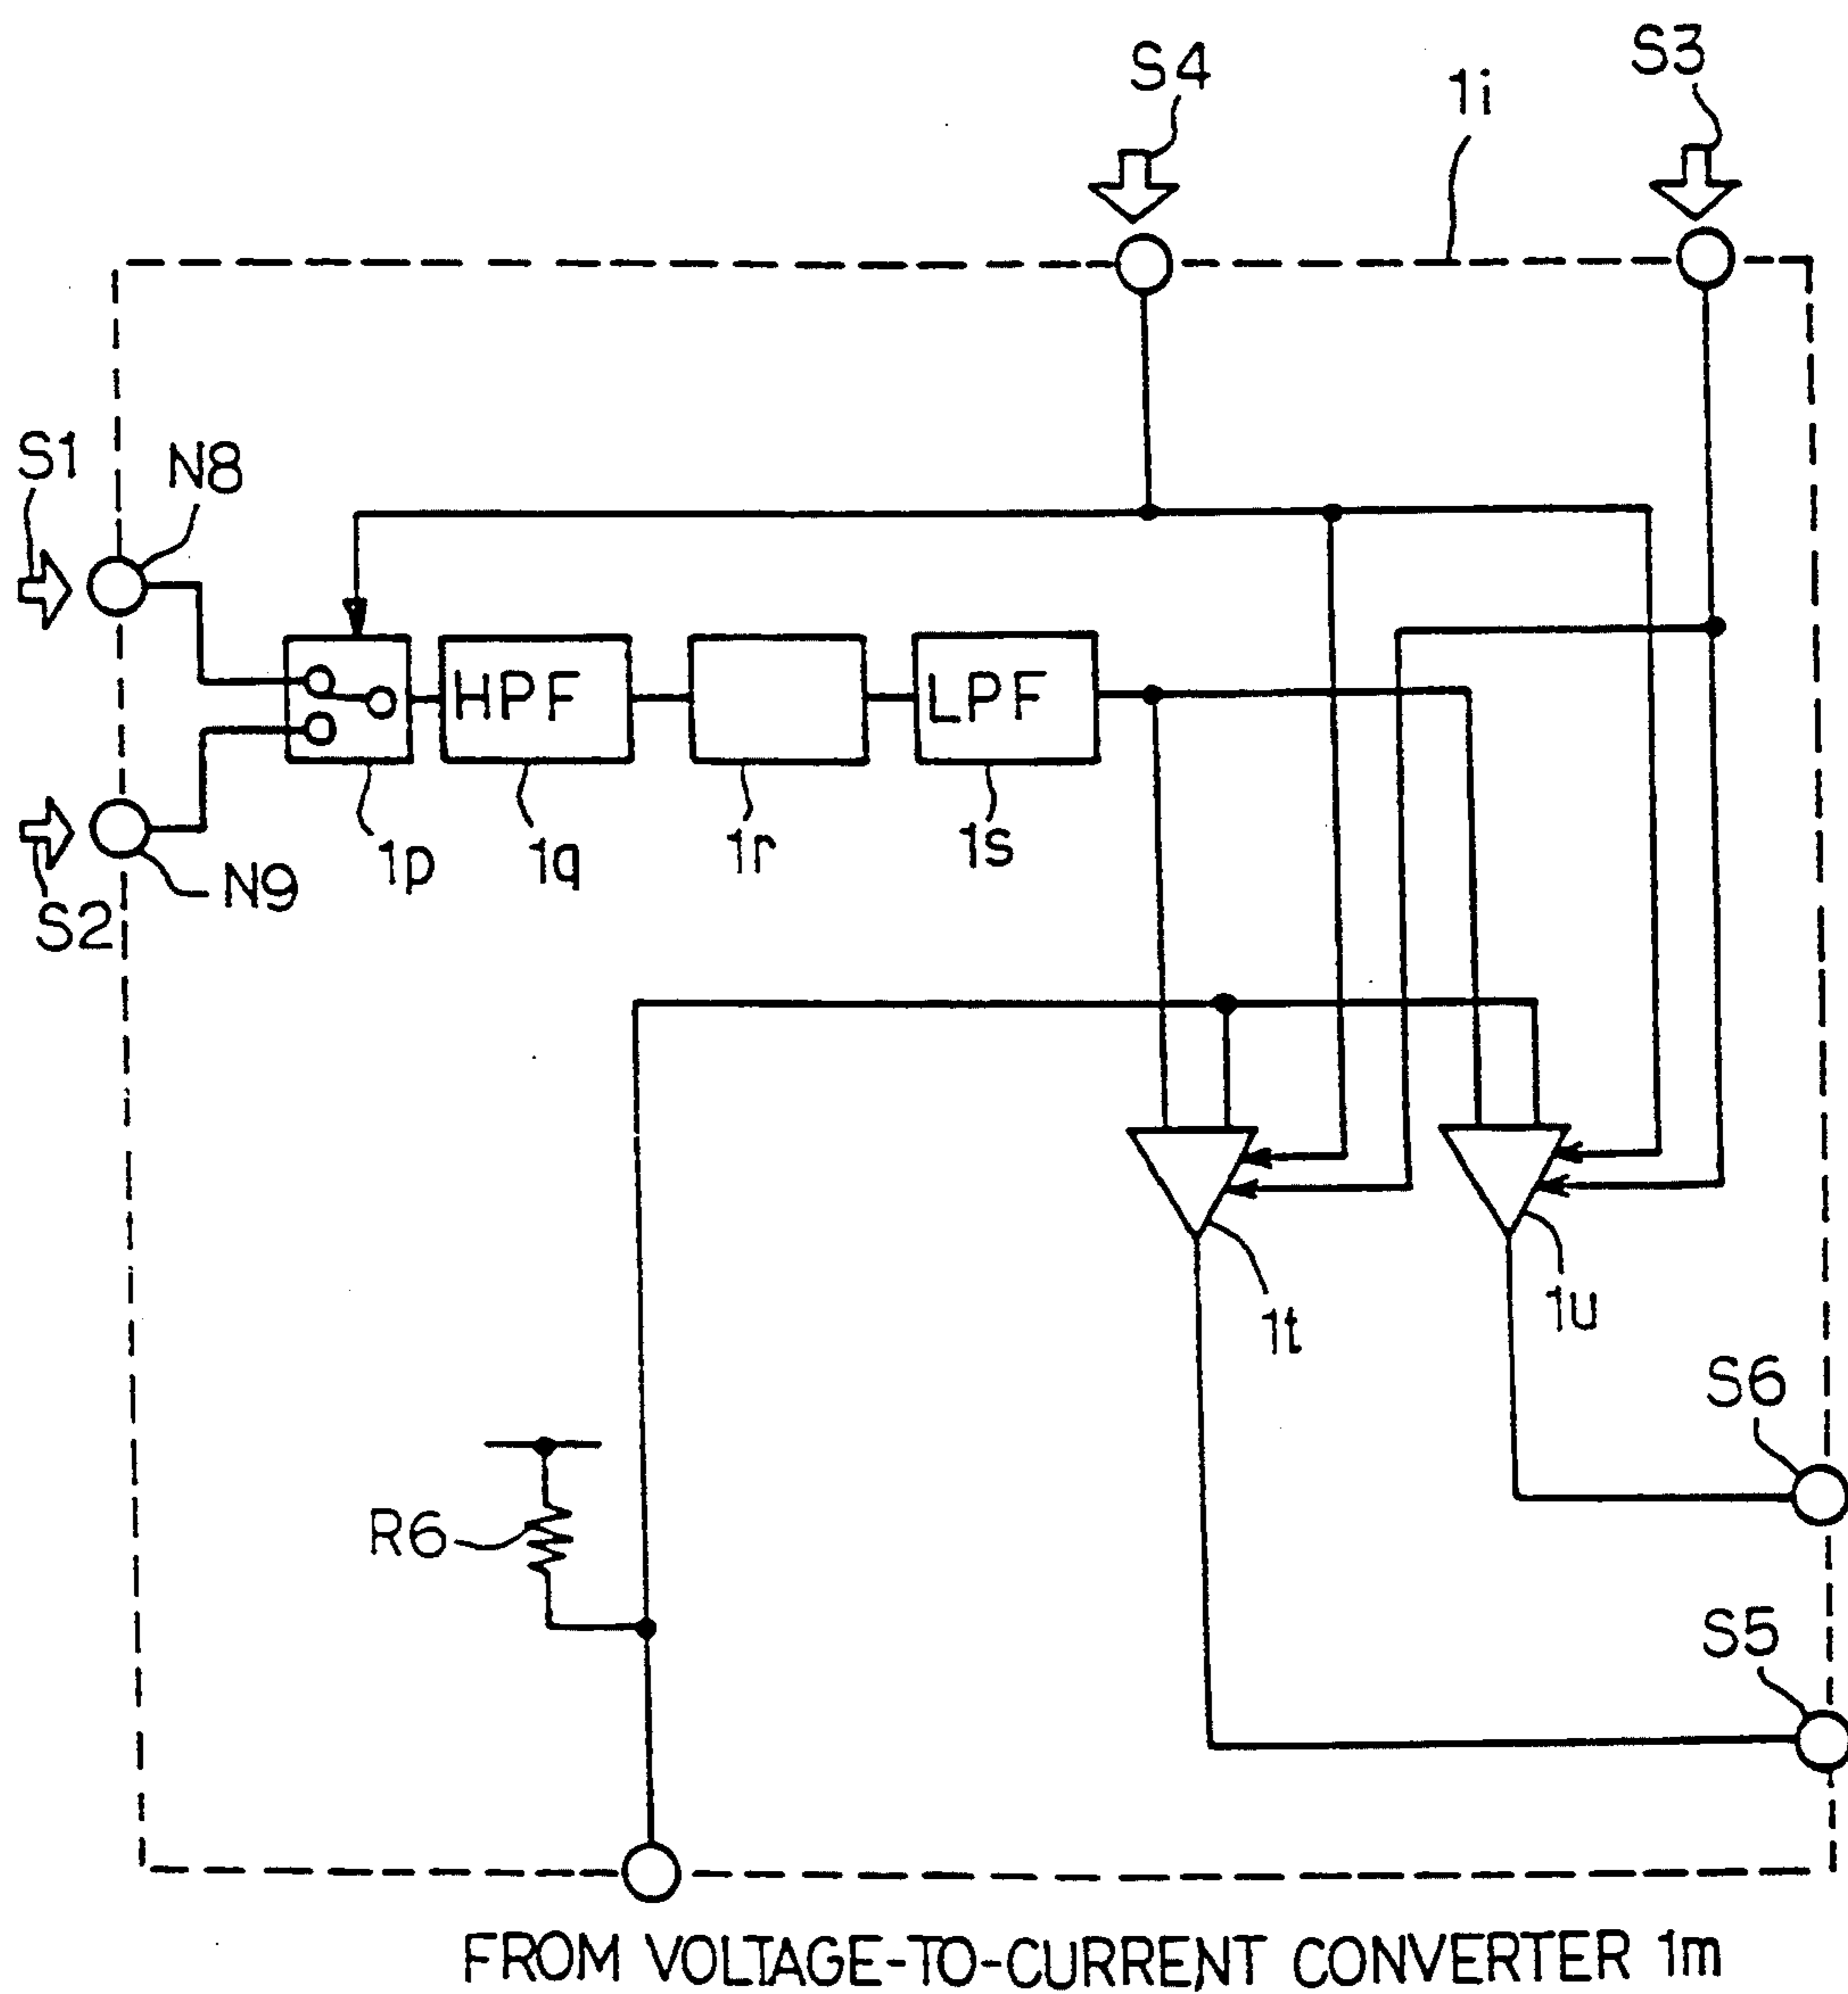 S4
1i
S3
S1
N8
HPF
LPF
1p
1q
1r
1s
N9
S2
1t
1u
S6
R6
S5
FROM VOLTAGE-TO-CURRENT CONVERTER 1m